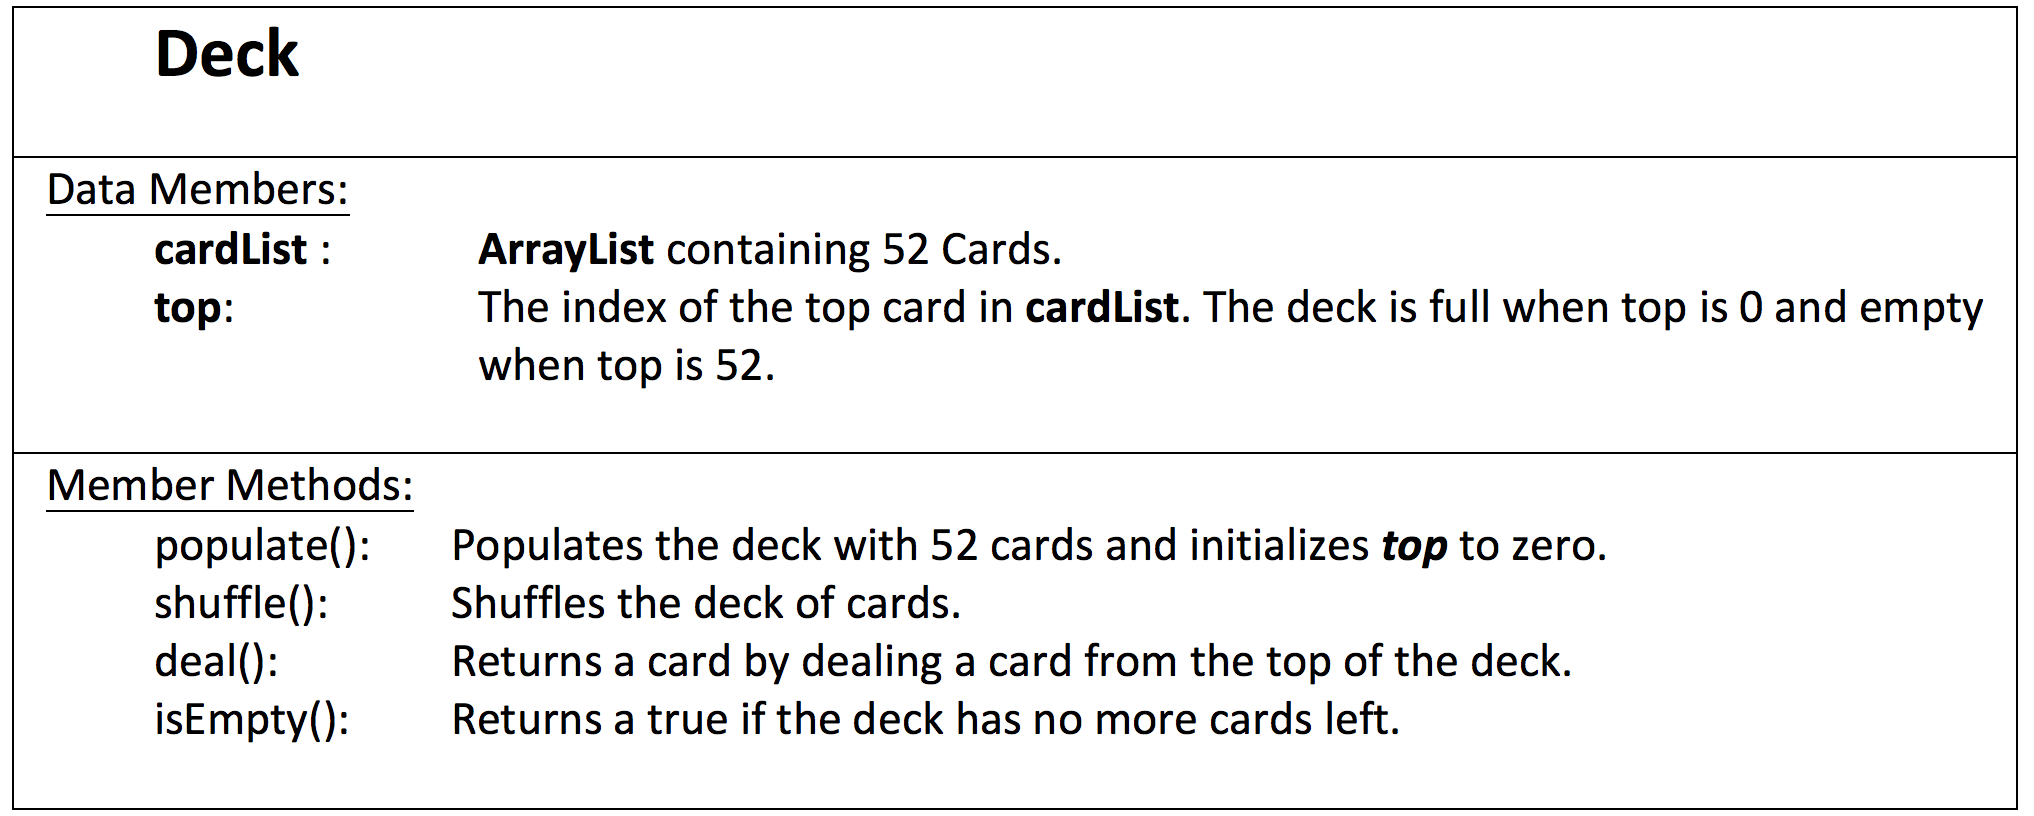 Deck
Data Members:
cardList : ArrayList containing 52 Cards.
top: The index of the top card in cardList. The deck is full when top is 0 and empty
when top is 52.
Member Methods:
populate(): Populates the deck with 52 cards and initializes top to zero.
shuffle(): Shuffles the deck of cards.
deal(): Returns a card by dealing a card from the top of the deck.
isEmpty(): Returns a true if the deck has no more cards left.